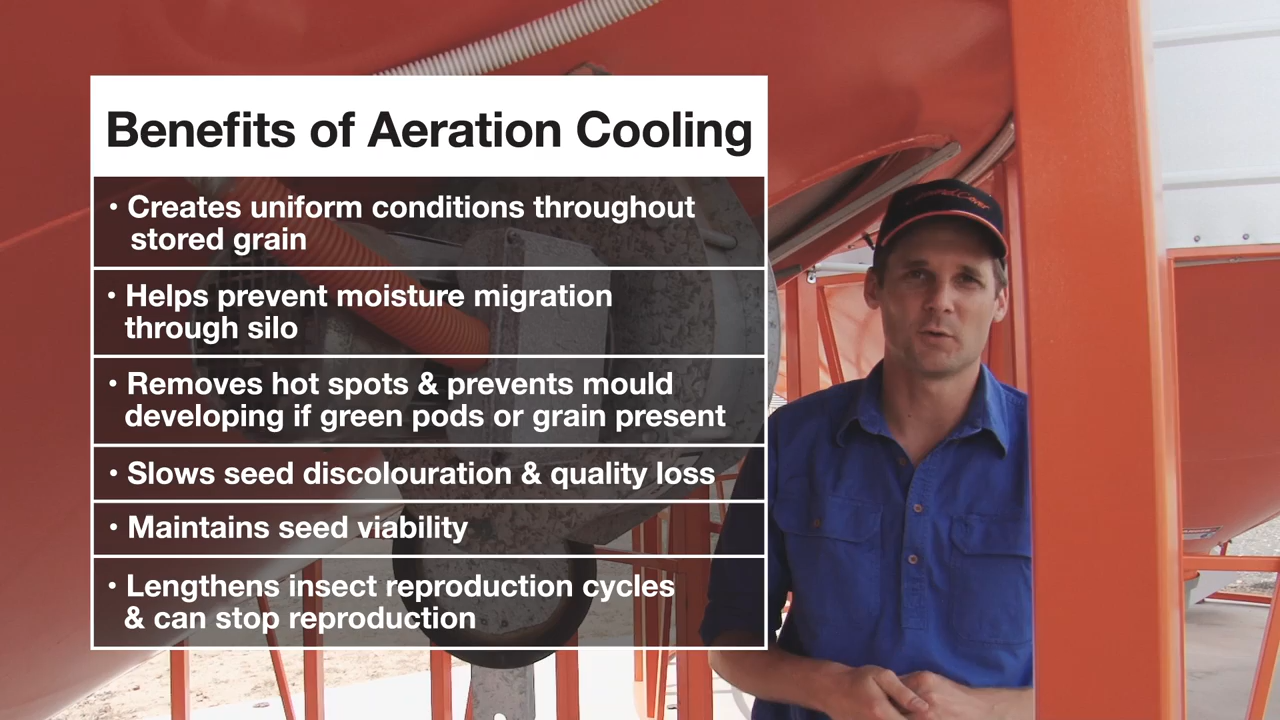 Benefits of Aeration Cooling
• Creates uniform conditions throughout
stored grain
• Helps prevent moisture migration
through silo
• Removes hot spots & prevents mould
developing if green pods or grain present
• Slows seed discolouration & quality loss
• Maintains seed viability
• Lengthens insect reproduction cycles
& can stop reproduction